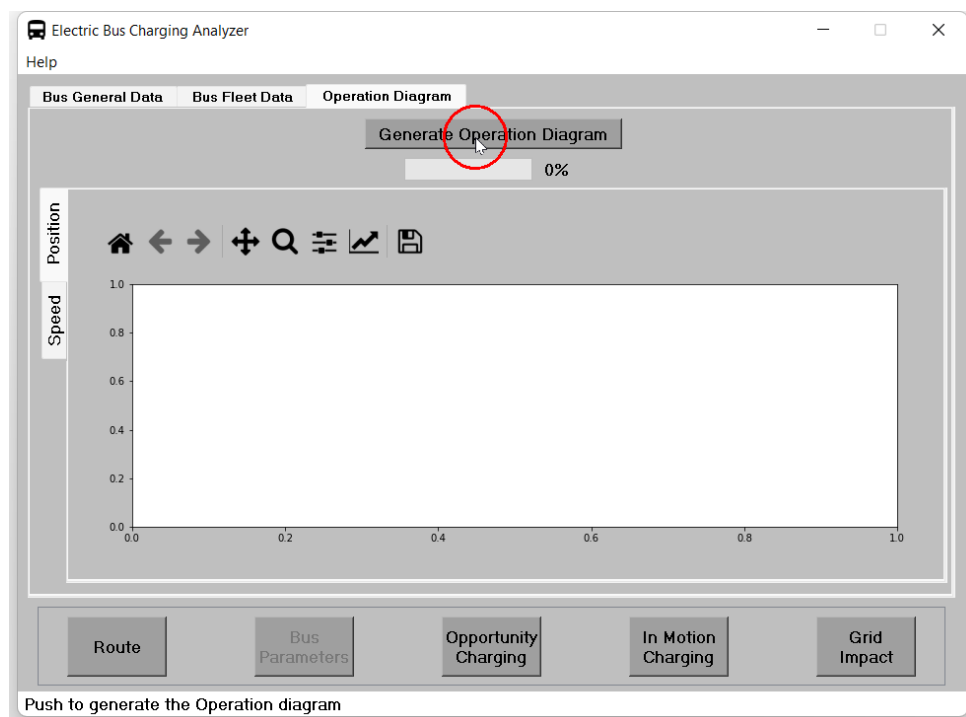 Electric Bus Charging Analyzer
Help
Bus General Data
Bus Fleet Data
Operation Diagram
Generate Operation Diagram
0%
Position
Speed
1.0
0.8
0.6
0.4
0.2
0.0
0.0 0.2 0.4 0.6 0.8 1.0
Route
Bus
Parameters
Opportunity
Charging
In Motion
Charging
Grid
Impact
Push to generate the Operation diagram